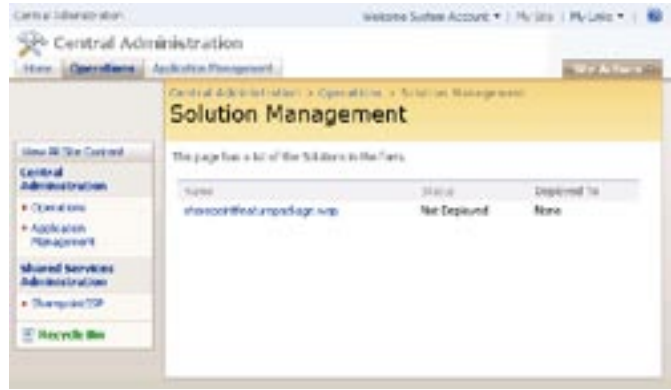 Central Administration
Welcome System Account | My Site | My Links
Central Administration
Home Operations Application Management
Site Actions
Central Administration > Operations > Solution Management
Solution Management
View All Site Content
This page has a list of the Solutions in the Farm.
Central Administration
Name Status Deployed To
Operations
sharepointfeaturepackage.wsp Not Deployed None
Application Management
Shared Services Administration
Recycle Bin